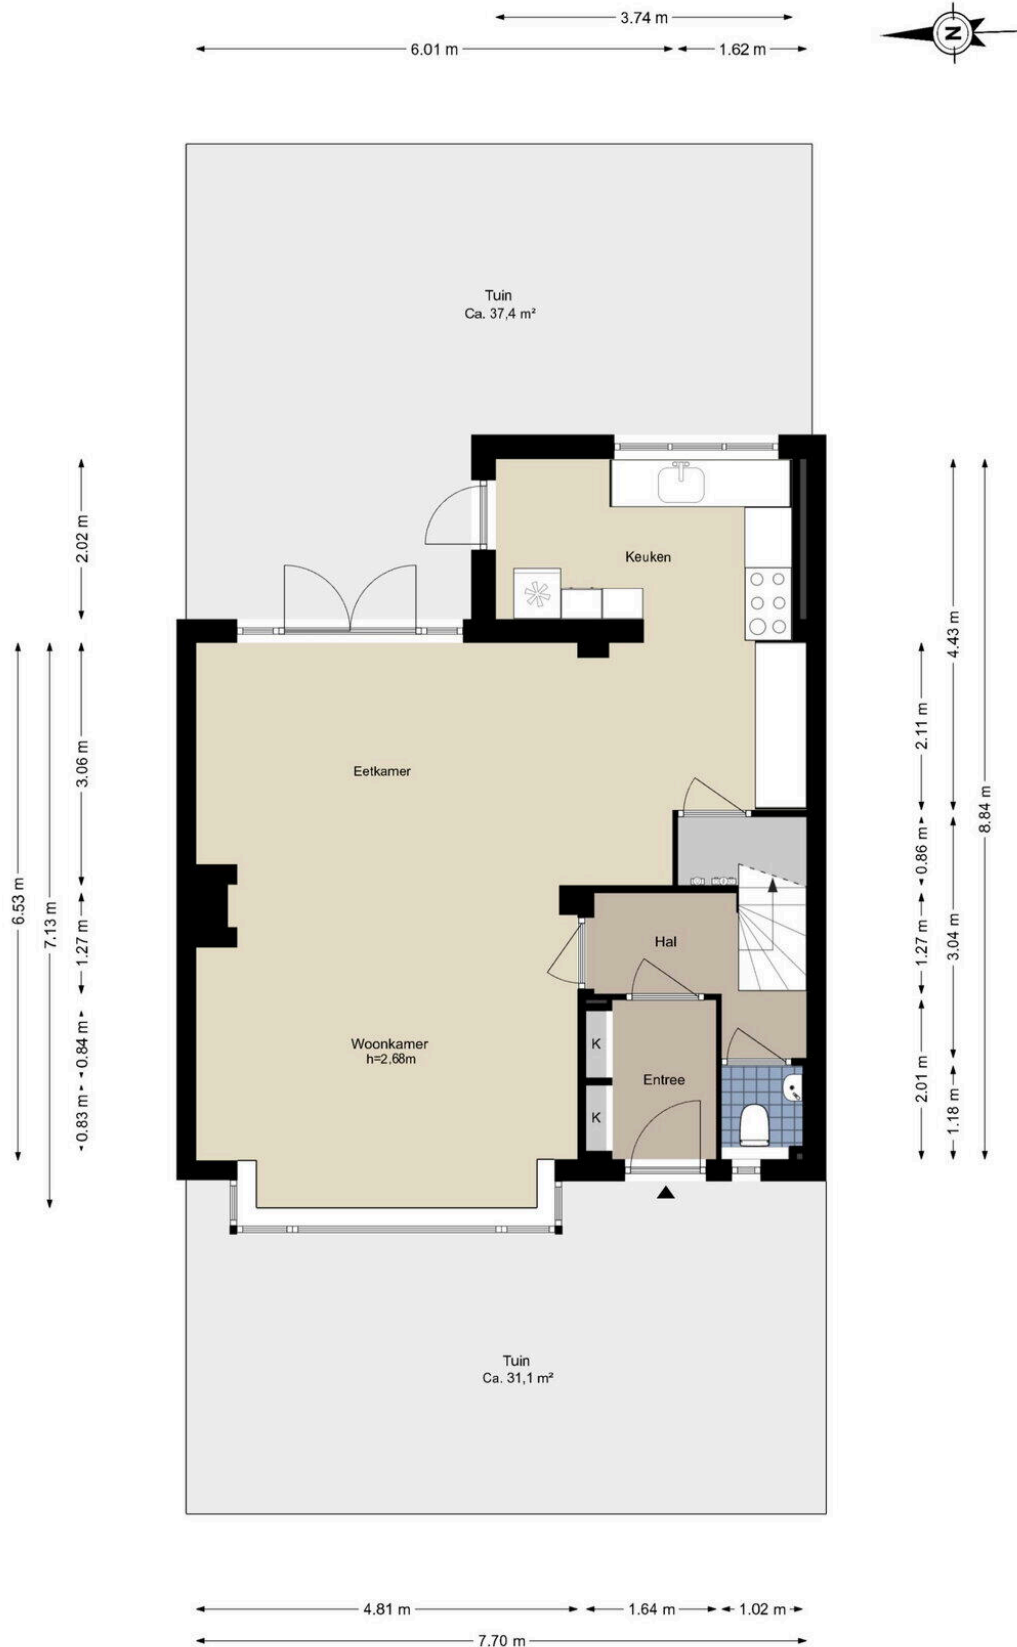 3.74 m
6.01 m
1.62 m
N
Tuin
Ca. 37,4 m²
2.02 m
Keuken
4.43 m
3.06 m
2.11 m
Eetkamer
8.84 m
0.86 m
6.53 m
7.13 m
1.27 m
Hal
1.27 m
3.04 m
0.84 m
Woonkamer
h=2,68m
K
Entree
2.01 m
0.83 m
K
1.18 m
Tuin
Ca. 31,1 m²
4.81 m
1.64 m
1.02 m
7.70 m